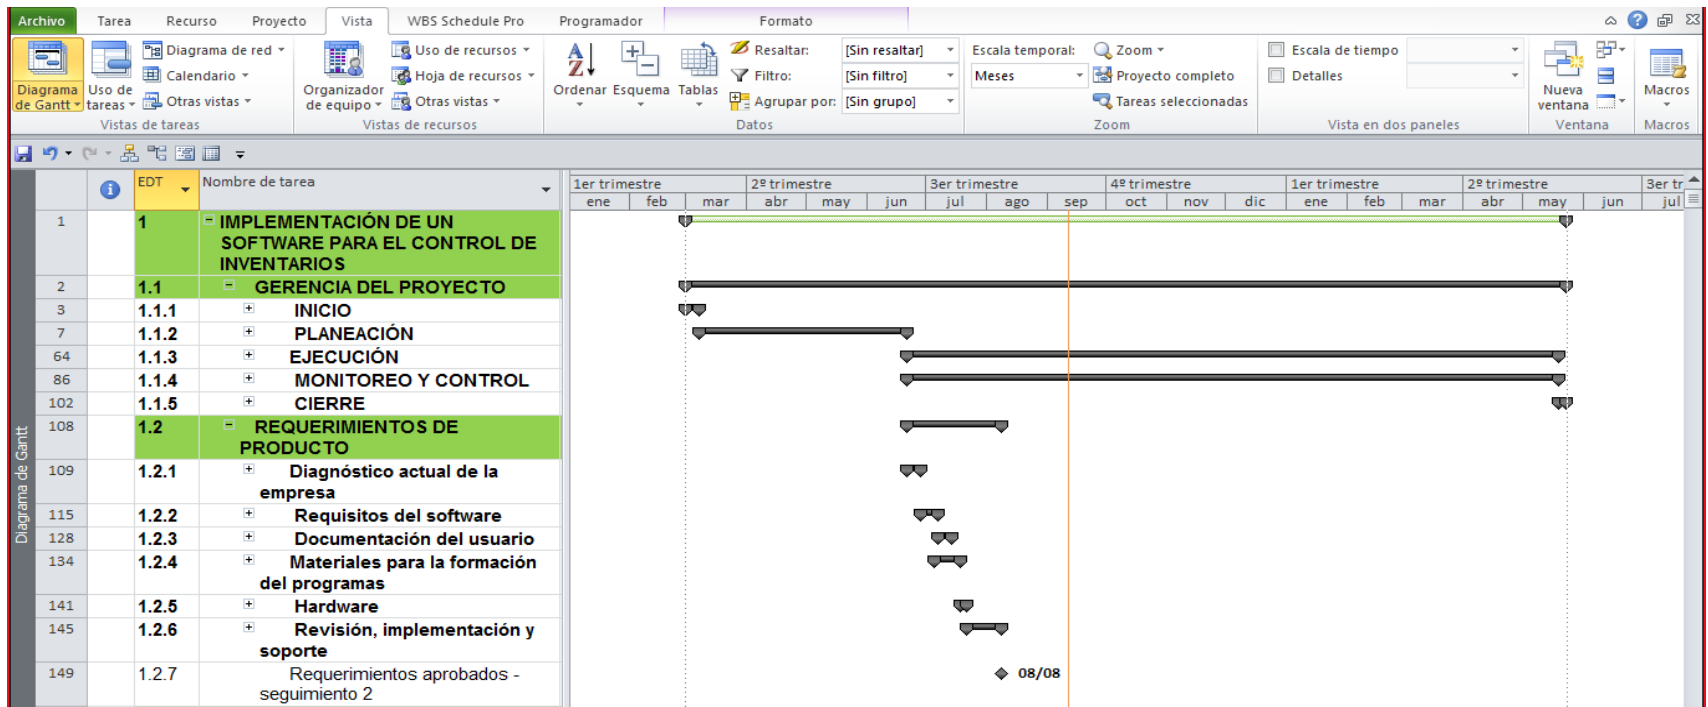 Archivo Tarea Recurso Proyecto Vista WBS Schedule Pro Programador Formato
Diagrama de red Uso de recursos Resaltar: [Sin resaltar] Escala temporal: Zoom Escala de tiempo
Calendario Hoja de recursos Filtro: [Sin filtro] Meses Proyecto completo Detalles
Diagrama de Gantt Uso de tareas Otras vistas Organizador de equipo Otras vistas Ordenar Esquema Tablas Agrupar por: [Sin grupo] Tareas seleccionadas Nueva ventana Macros
Vistas de tareas Vistas de recursos Datos Zoom Vista en dos paneles Ventana Macros
EDT Nombre de tarea 1er trimestre 2º trimestre 3er trimestre 4º trimestre 1er trimestre 2º trimestre 3er tr
ene feb mar abr may jun jul ago sep oct nov dic ene feb mar abr may jun jul
1 1 IMPLEMENTACIÓN DE UN
SOFTWARE PARA EL CONTROL DE
INVENTARIOS
2 1.1 GERENCIA DEL PROYECTO
3 1.1.1 INICIO
7 1.1.2 PLANEACIÓN
64 1.1.3 EJECUCIÓN
86 1.1.4 MONITOREO Y CONTROL
102 1.1.5 CIERRE
108 1.2 REQUERIMIENTOS DE
PRODUCTO
109 1.2.1 Diagnóstico actual de la
empresa
115 1.2.2 Requisitos del software
128 1.2.3 Documentación del usuario
134 1.2.4 Materiales para la formación
del programas
141 1.2.5 Hardware
145 1.2.6 Revisión, implementación y
soporte
149 1.2.7 Requerimientos aprobados - 08/08
seguimiento 2
Diagrama de Gantt